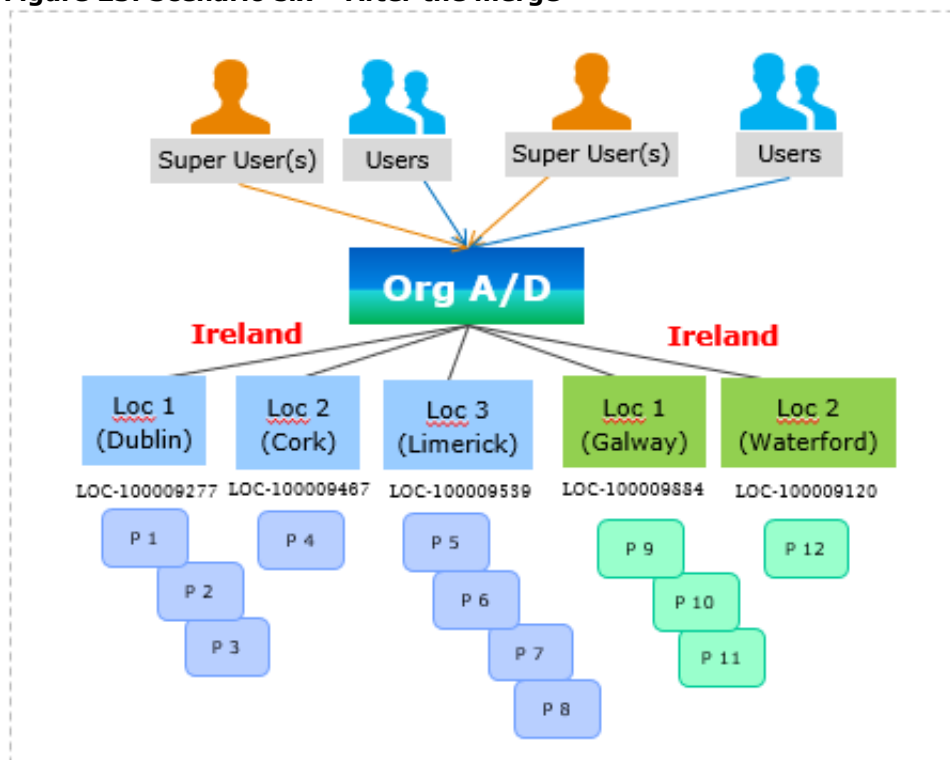 Super User(s) Users Super User(s) Users
Org A/D
Ireland Ireland
Loc 1 Loc 2 Loc 3 Loc 1 Loc 2
(Dublin) (Cork) (Limerick) (Galway) (Waterford)
LOC-100009277 LOC-100009467 LOC-100009539 LOC-100009884 LOC-100009120
P 1 P 4 P 5 P 9 P 12
P 2 P 6 P 10
P 3 P 7 P 11
P 8